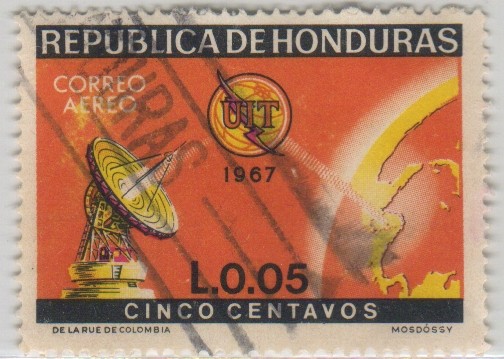 REPUBLICA DE HONDURAS
CORREO
AEREO
UIT
1967
L.0.05
CINCO CENTAVOS
DE LA RUE DE COLOMBIA
MOSDÓSSY